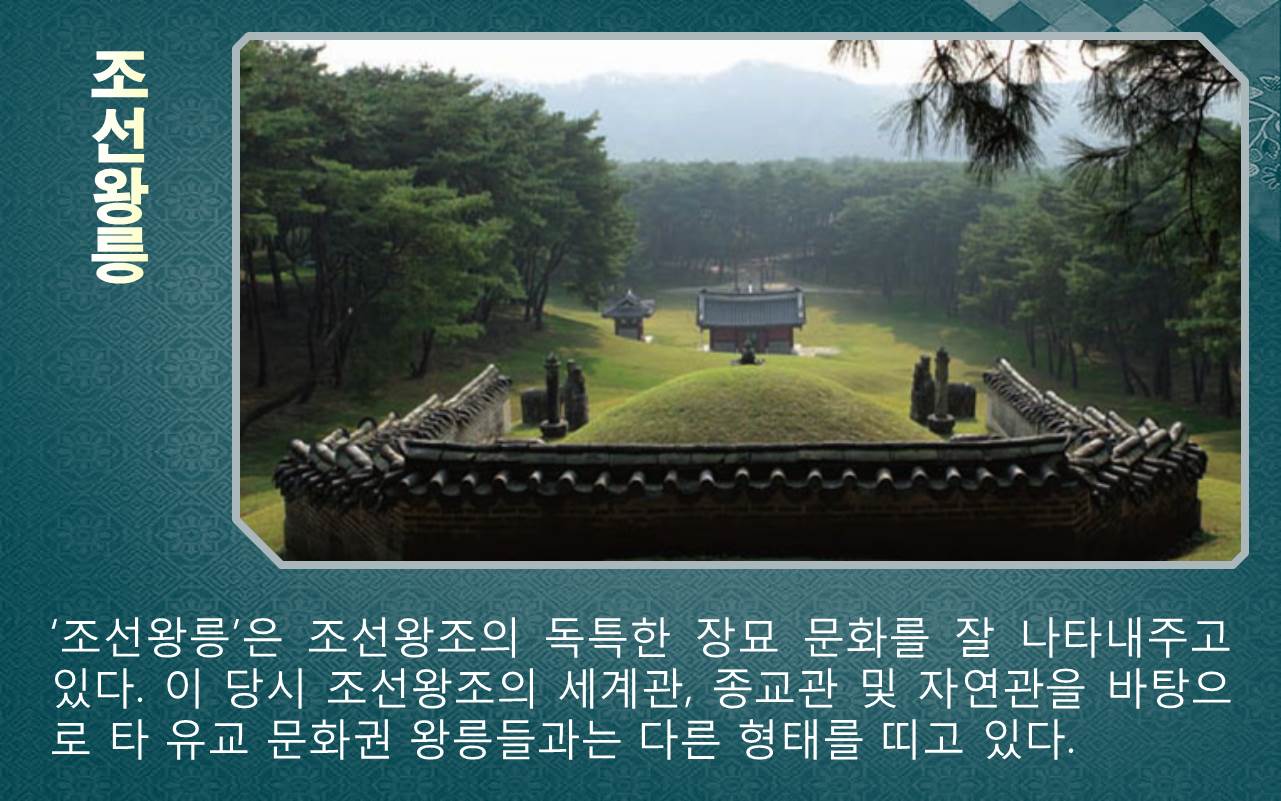 조선왕릉
‘조선왕릉’은 조선왕조의 독특한 장묘 문화를 잘 나타내주고
있다. 이 당시 조선왕조의 세계관, 종교관 및 자연관을 바탕으
로 타 유교 문화권 왕릉들과는 다른 형태를 띠고 있다.